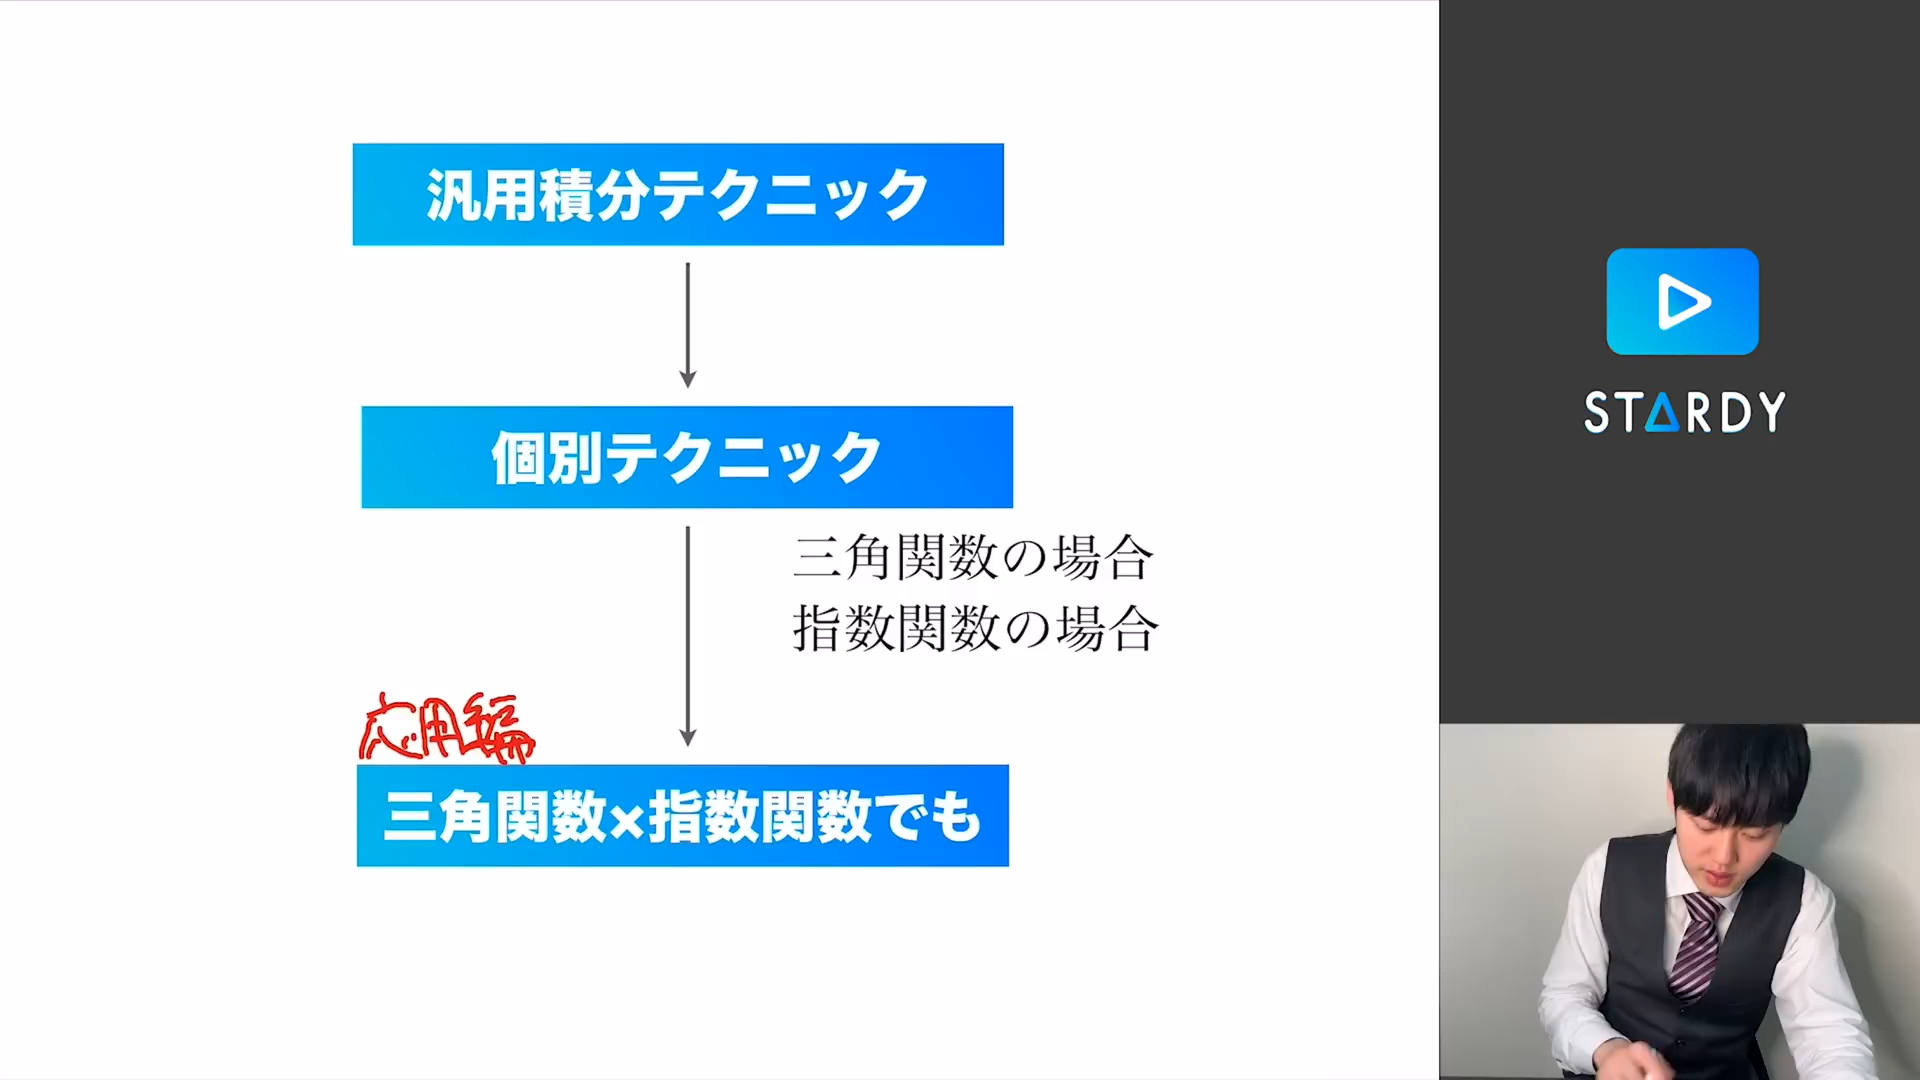 汎用積分テクニック
個別テクニック
三角関数の場合
指数関数の場合
応用編
三角関数×指数関数でも
STARDY